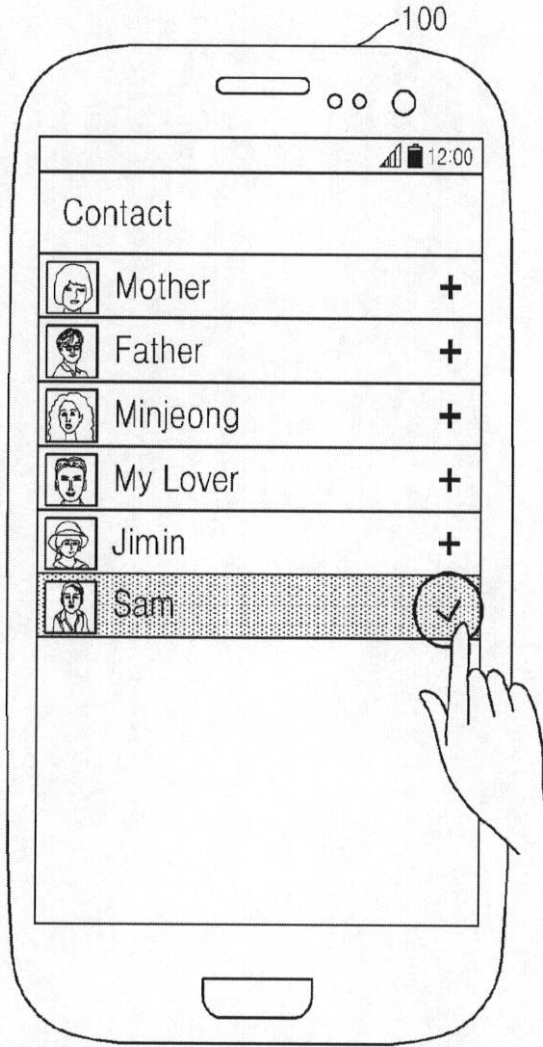 100
12:00
Contact
Mother +
Father +
Minjeong +
My Lover +
Jimin +
Sam